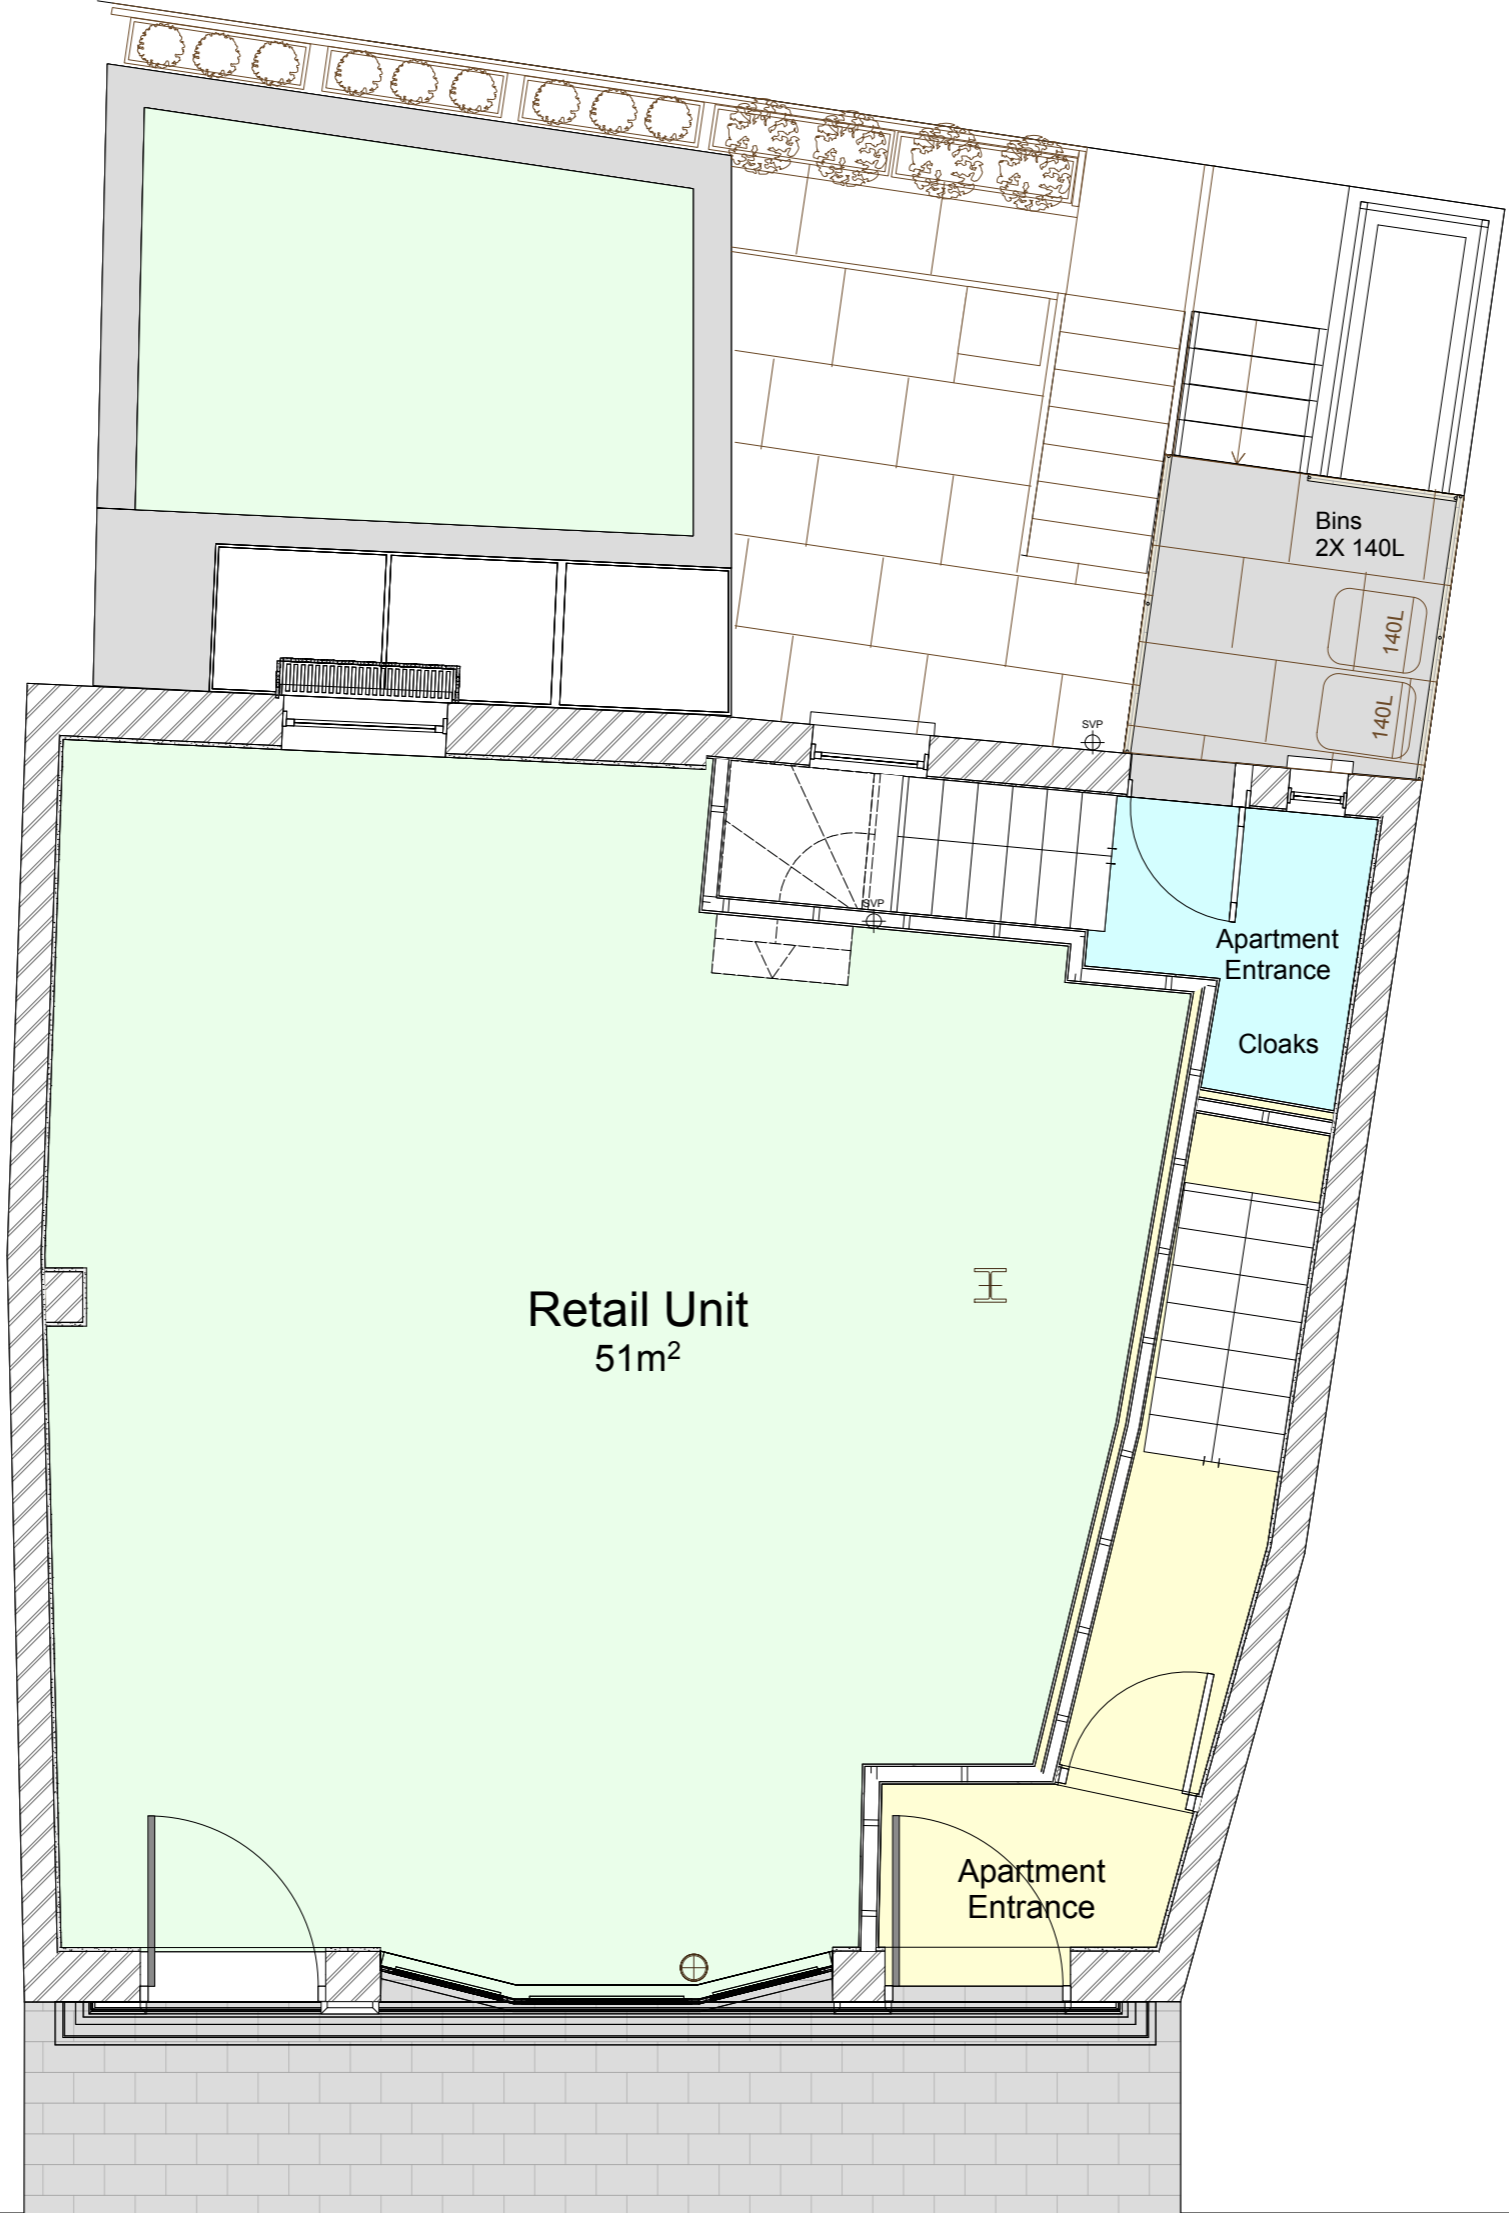 Bins
2X 140L
140L
140L
SVP
SVP
Apartment
Entrance
Cloaks
Retail Unit
51m²
Apartment
Entrance